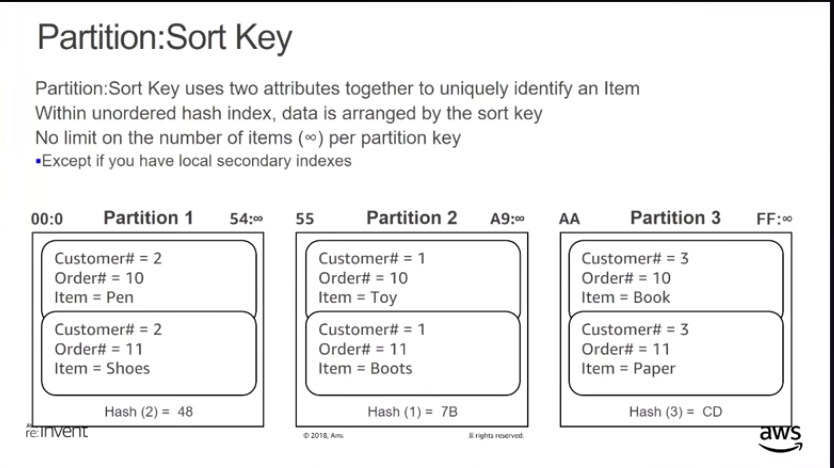 Partition:Sort Key
Partition:Sort Key uses two attributes together to uniquely identify an Item
Within unordered hash index, data is arranged by the sort key
No limit on the number of items (∞) per partition key
▪Except if you have local secondary indexes
00:0 Partition 1 54:∞
55 Partition 2 A9:∞
AA Partition 3 FF:∞
Customer# = 2
Order# = 10
Item = Pen
Customer# = 2
Order# = 11
Item = Shoes
Hash (2) = 48
Customer# = 1
Order# = 10
Item = Toy
Customer# = 1
Order# = 11
Item = Boots
Hash (1) = 7B
Customer# = 3
Order# = 10
Item = Book
Customer# = 3
Order# = 11
Item = Paper
Hash (3) = CD
re:Invent
© 2018, rights reserved.
aws